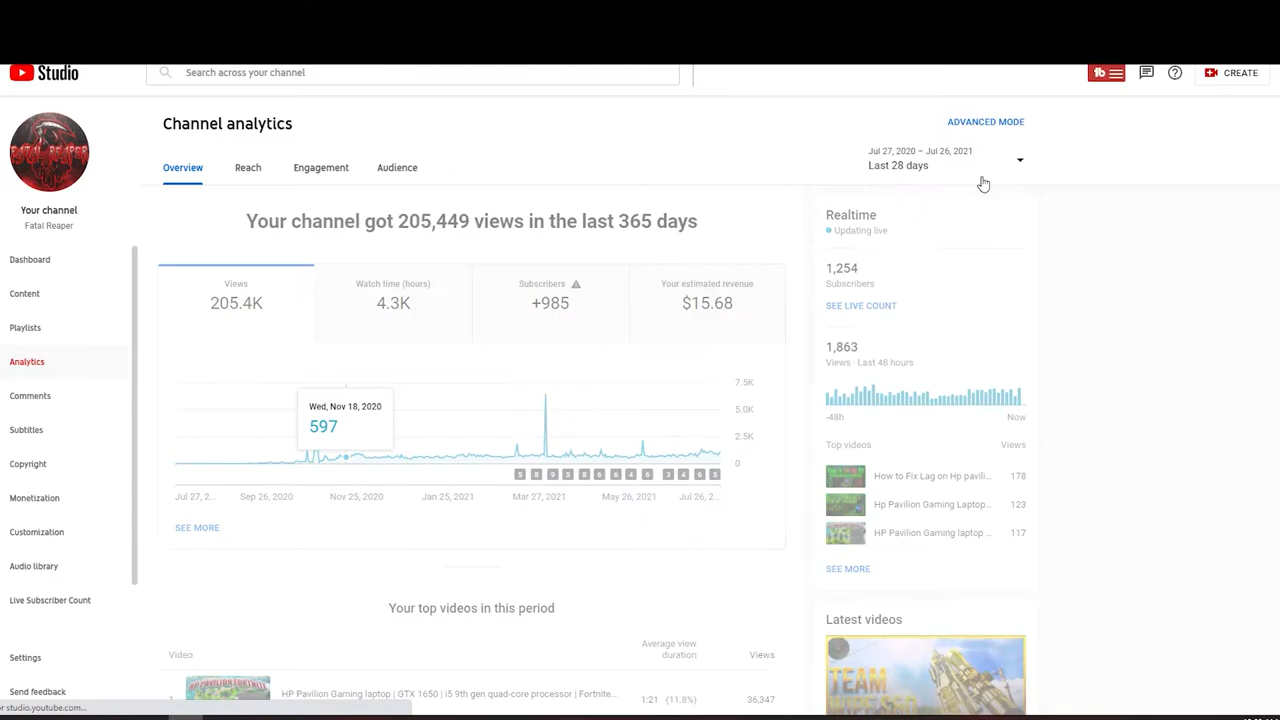 Studio
Search across your channel
CREATE
FATAL REAPER
Your channel
Fatal Reaper
Dashboard
Content
Playlists
Analytics
Comments
Subtitles
Copyright
Monetization
Customization
Audio library
Live Subscriber Count
Settings
Send feedback
or studio.youtube.com...
Channel analytics
ADVANCED MODE
Overview
Reach
Engagement
Audience
Jul 27, 2020 – Jul 26, 2021
Last 28 days
Your channel got 205,449 views in the last 365 days
Views
205.4K
Watch time (hours)
4.3K
Subscribers
+985
Your estimated revenue
$15.68
7.5K
5.0K
2.5K
0
Wed, Nov 18, 2020
597
Jul 27, 2...
Sep 26, 2020
Nov 25, 2020
Jan 25, 2021
Mar 27, 2021
May 26, 2021
Jul 26, 2...
SEE MORE
Your top videos in this period
Video
Average view
duration
Views
HP Pavilion Gaming laptop | GTX 1650 | i5 9th gen quad-core processor | Fortnite...
1:21 (11.8%)
36,347
Realtime
Updating live
1,254
Subscribers
SEE LIVE COUNT
1,863
Views · Last 48 hours
-48h
Now
Top videos
Views
How to Fix Lag on Hp pavili...
178
Hp Pavilion Gaming Laptop...
123
HP Pavilion Gaming laptop ...
117
SEE MORE
Latest videos
TEAM